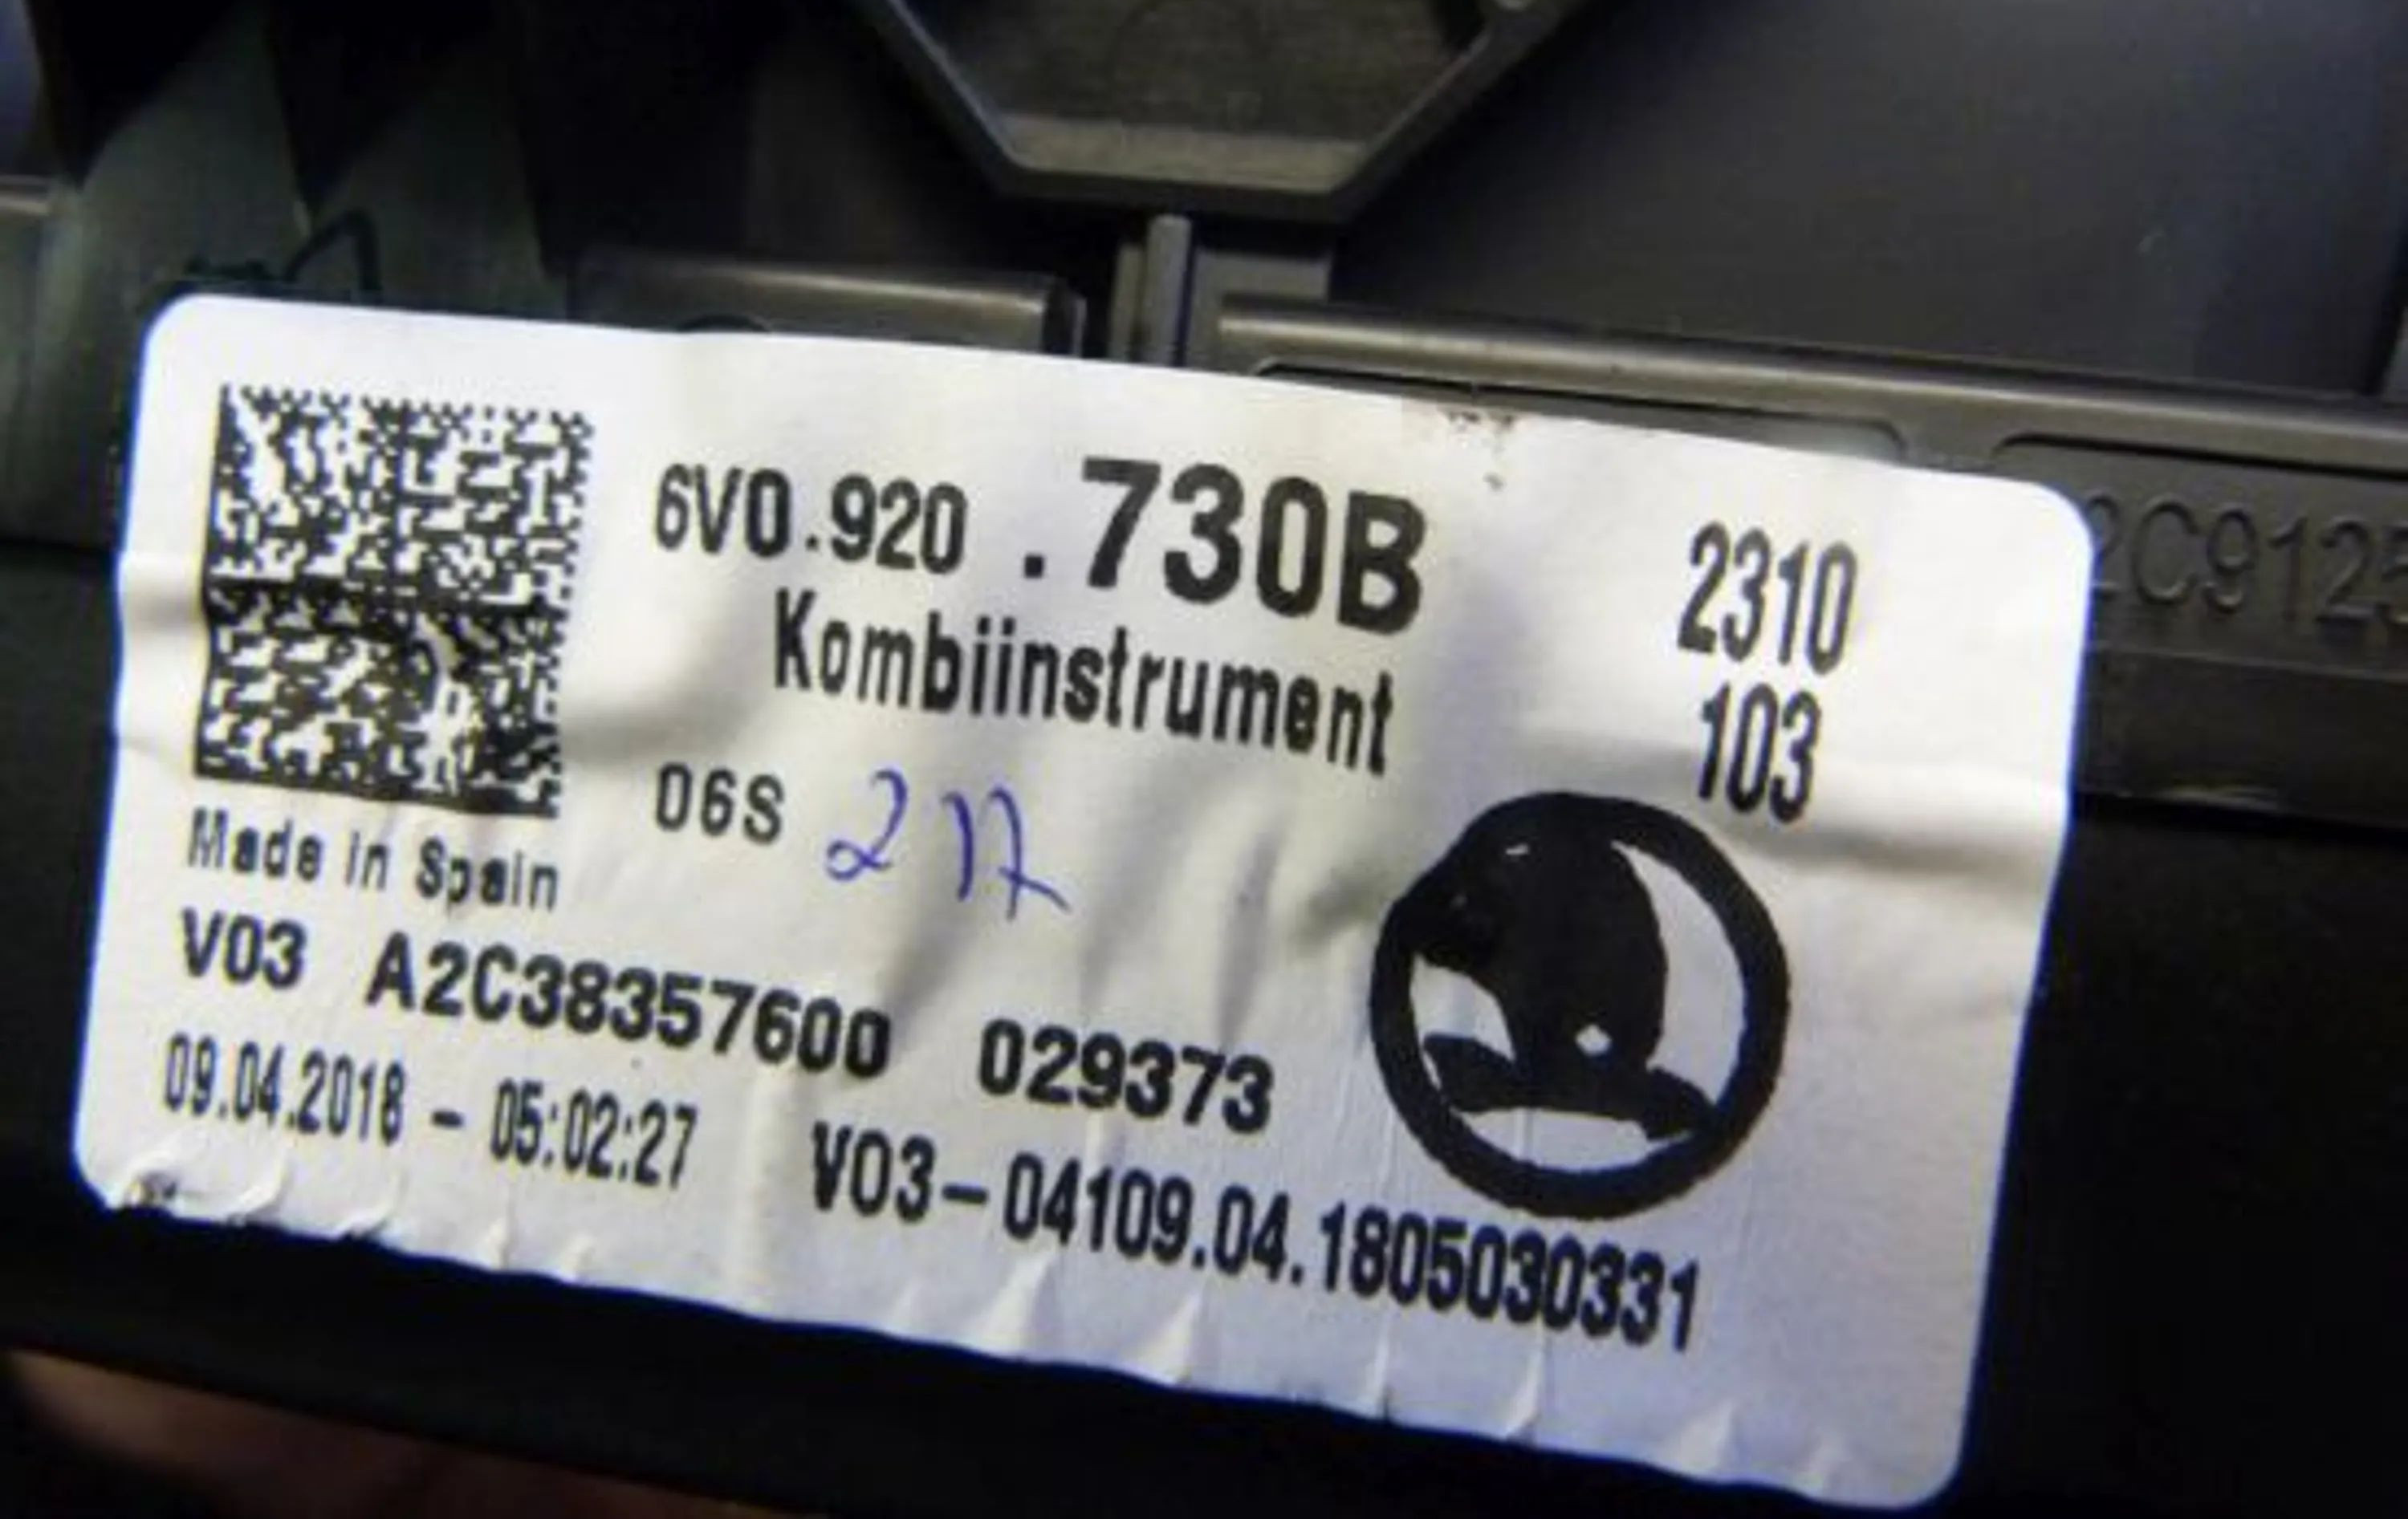 6V0.920 .730B
2310
Kombiinstrument
103
06S 217
Made in Spain
V03 A2C38357600 029373
09.04.2018 - 05:02:27
V03-04109.04.1805030331
2C9125